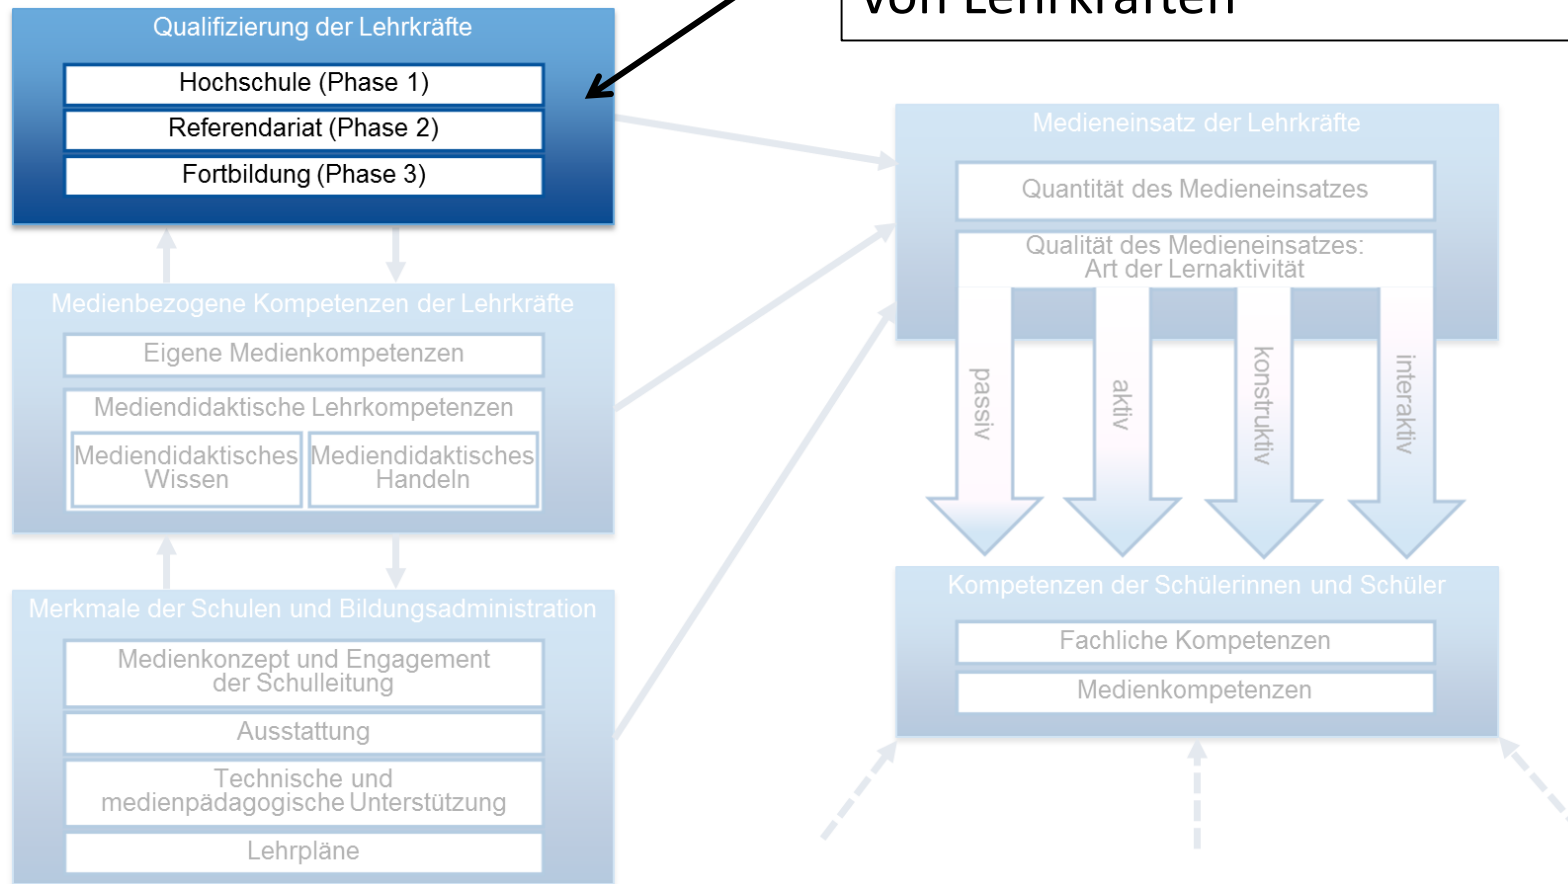 von Lehrkräften
Qualifizierung der Lehrkräfte
Hochschule (Phase 1)
Referendariat (Phase 2)
Fortbildung (Phase 3)
Medienbezogene Kompetenzen der Lehrkräfte
Eigene Medienkompetenzen
Mediendidaktische Lehrkompetenzen
Mediendidaktisches
Wissen
Mediendidaktisches
Handeln
Merkmale der Schulen und Bildungsadministration
Medienkonzept und Engagement
der Schulleitung
Ausstattung
Technische und
medienpädagogische Unterstützung
Lehrpläne
Medieneinsatz der Lehrkräfte
Quantität des Medieneinsatzes
Qualität des Medieneinsatzes:
Art der Lernaktivität
passiv
aktiv
konstruktiv
interaktiv
Kompetenzen der Schülerinnen und Schüler
Fachliche Kompetenzen
Medienkompetenzen